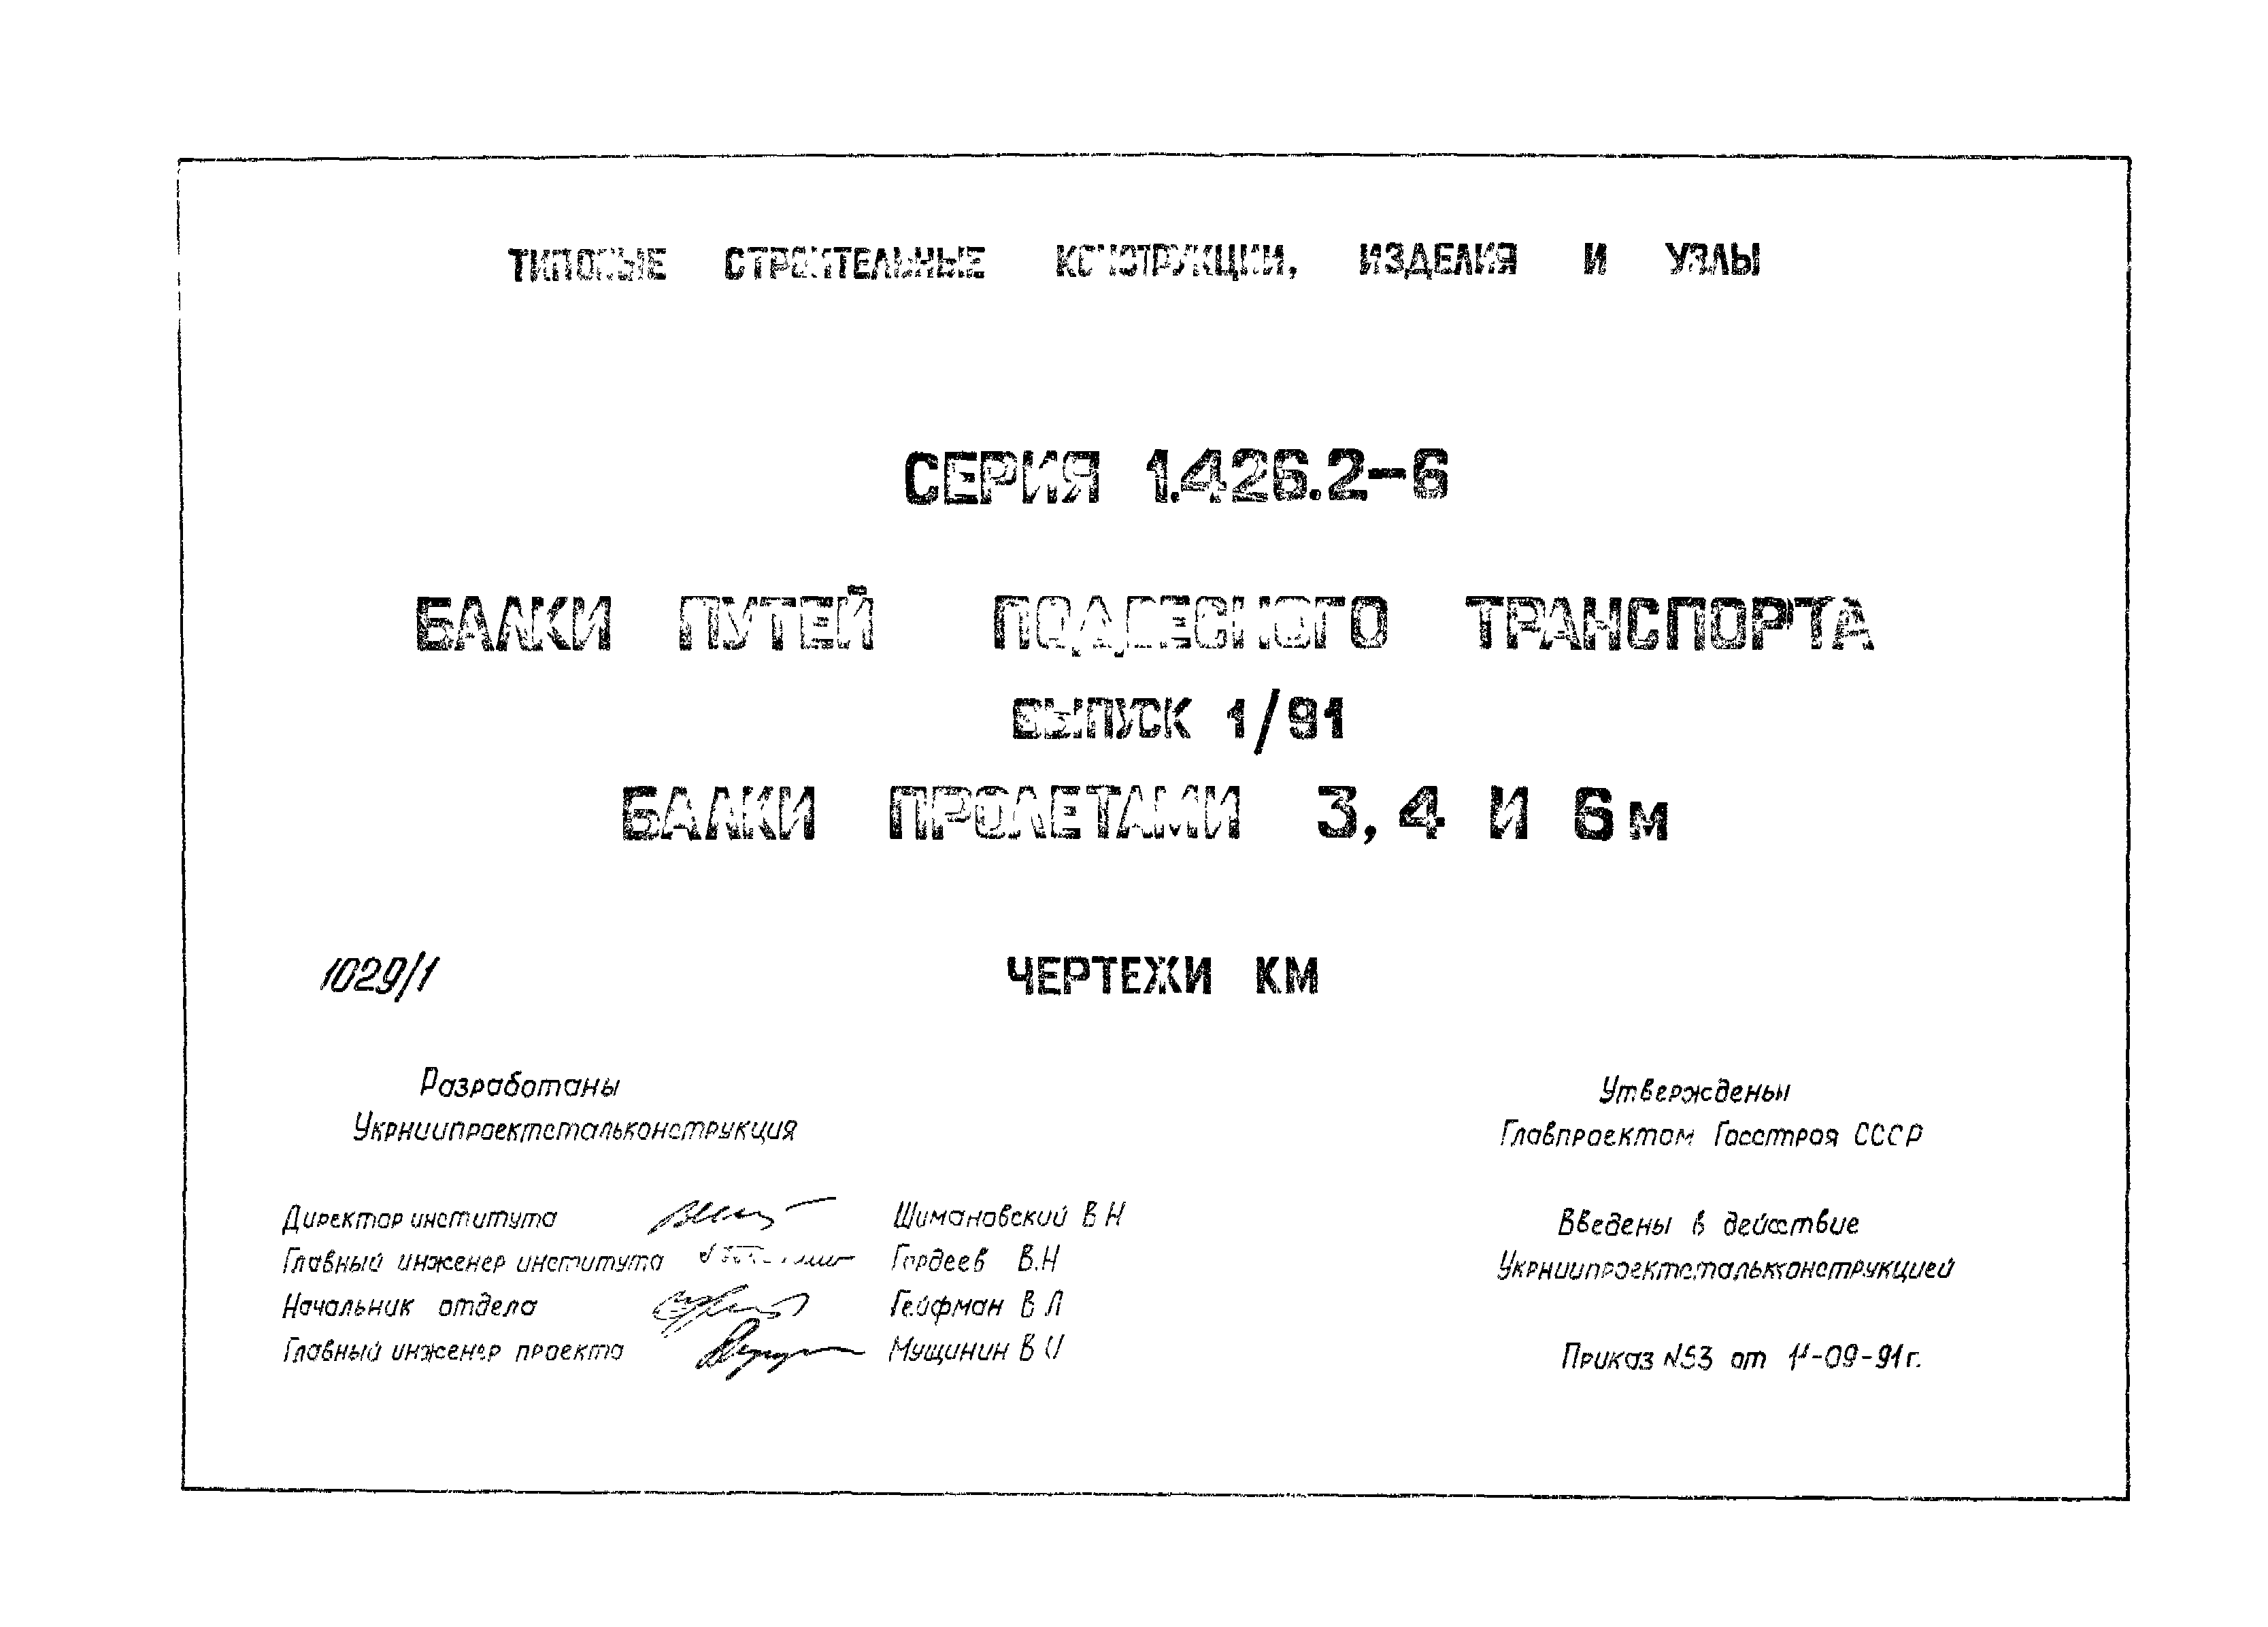 ТИПОВЫЕ СТРОИТЕЛЬНЫЕ КОНСТРУКЦИИ, ИЗДЕЛИЯ И УЗЛЫ
СЕРИЯ 1.426.2-6
БАЛКИ ПУТЕЙ ПОДВЕСНОГО ТРАНСПОРТА
ВЫПУСК 1/91
БАЛКИ ПРОЛЕТАМИ 3, 4 И 6 м
1029/1
ЧЕРТЕЖИ КМ
Разработаны
Укрниипроектстальконструкция
Директор института Шимановский В Н
Главный инженер института Гордеев В.Н
Начальник отдела Гейфман В Л
Главный инженер проекта Мущинин В И
Утверждены
Главпроектом Госстроя СССР
Введены в действие
Укрниипроектстальконструкцией
Приказ №53 от -09-91г.